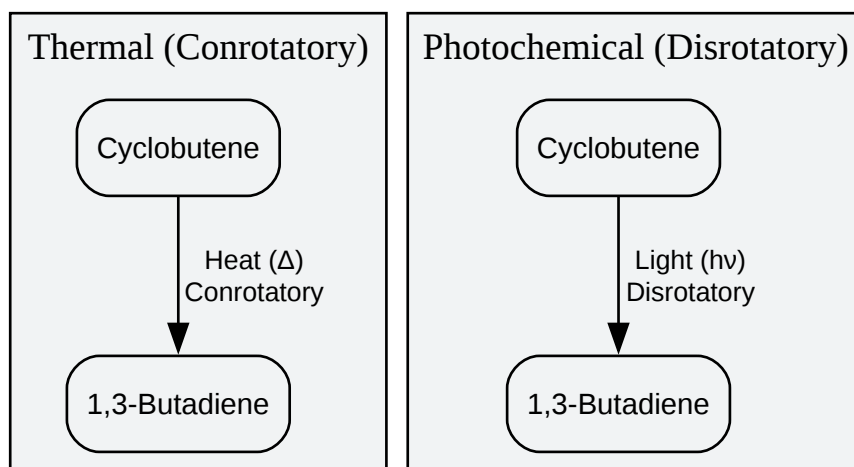 Thermal (Conrotatory)
Cyclobutene
Heat (Δ)
Conrotatory
1,3-Butadiene
Photochemical (Disrotatory)
Cyclobutene
Light (hν)
Disrotatory
1,3-Butadiene